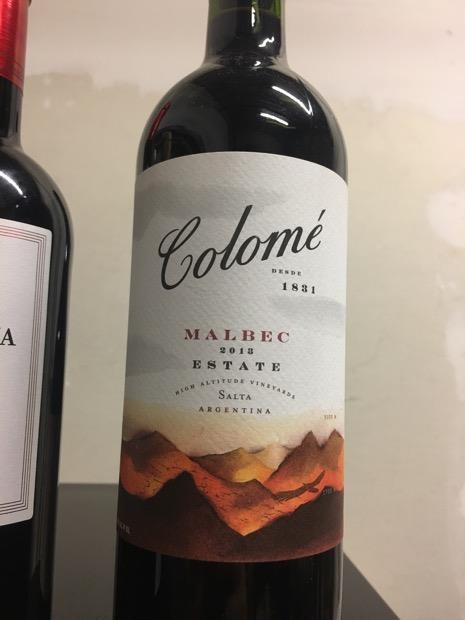 Colomé
DESDE
1831
MALBEC
2013
ESTATE
HIGH ALTITUDE VINEYARDS
SALTA
ARGENTINA
A